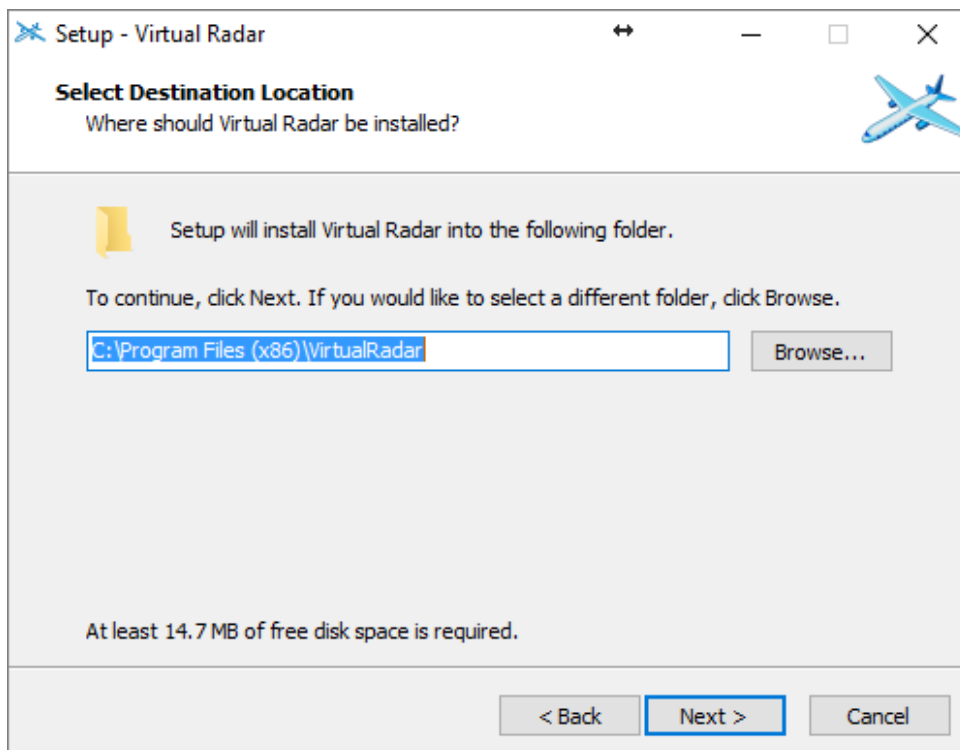 Setup - Virtual Radar
Select Destination Location
Where should Virtual Radar be installed?
Setup will install Virtual Radar into the following folder.
To continue, click Next. If you would like to select a different folder, click Browse.
C:\Program Files (x86)\VirtualRadar
Browse...
At least 14.7 MB of free disk space is required.
< Back
Next >
Cancel